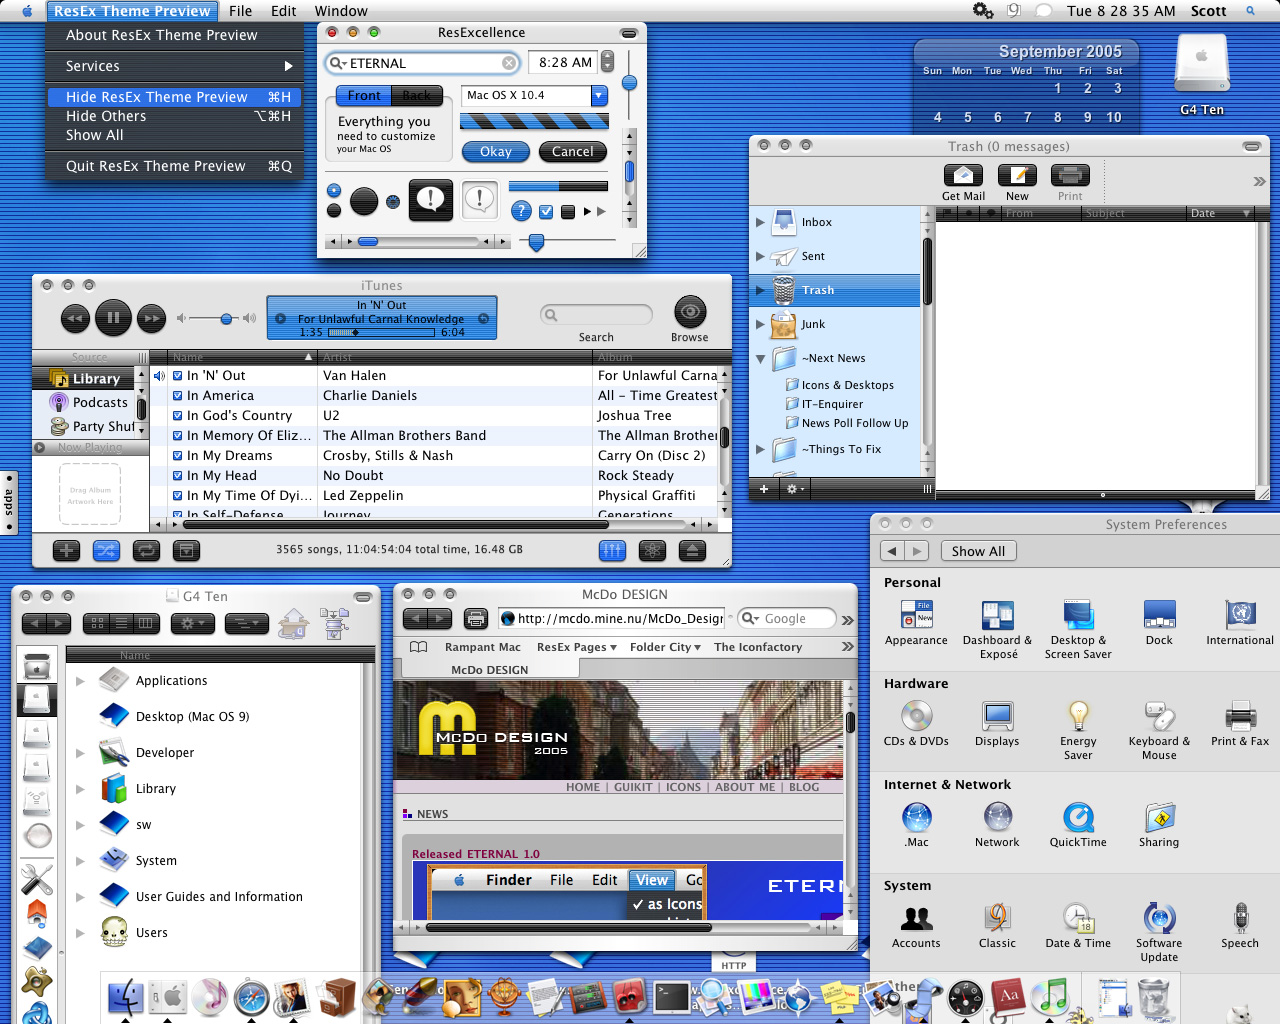 ResEx Theme Preview File Edit Window Tue 8 28 35 AM Scott
About ResEx Theme Preview
Services
Hide ResEx Theme Preview ⌘H
Hide Others ⌥⌘H
Show All
Quit ResEx Theme Preview ⌘Q
ResExcellence
ETERNAL 8:28 AM
Front Back Mac OS X 10.4
Everything you
need to customize
your Mac OS
Okay Cancel
September 2005
Sun Mon Tue Wed Thu Fri Sat
1 2 3
4 5 6 7 8 9 10
G4 Ten
Trash (0 messages)
Get Mail New Print
From Subject Date
Inbox
Sent
Trash
Junk
~Next News
Icons & Desktops
IT-Enquirer
News Poll Follow Up
~Things To Fix
iTunes
In 'N' Out
For Unlawful Carnal Knowledge
1:35 6:04
Search Browse
Source Name Artist Album
Library
Podcasts
Party Shuf
Now Playing
Drag Album
Artwork Here
In 'N' Out Van Halen For Unlawful Carna
In America Charlie Daniels All - Time Greatest
In God's Country U2 Joshua Tree
In Memory Of Eliz... The Allman Brothers Band The Allman Brother
In My Dreams Crosby, Stills & Nash Carry On (Disc 2)
In My Head No Doubt Rock Steady
In My Time Of Dyi... Led Zeppelin Physical Graffiti
In Self-Defense Journey Generations
3565 songs, 11:04:54:04 total time, 16.48 GB
apps
G4 Ten
Name
Applications
Desktop (Mac OS 9)
Developer
Library
sw
System
User Guides and Information
Users
McDo DESIGN
http://mcdo.mine.nu/McDo_Desigr Google
Rampant Mac ResEx Pages Folder City The Iconfactory
McDo DESIGN
McDo DESIGN
2005
HOME | GUIKIT | ICONS | ABOUT ME | BLOG
NEWS
Released ETERNAL 1.0
Finder File Edit View Go
✓ as Icons
ETERN
HTTP
System Preferences
Show All
Personal
Appearance
Dashboard &
Exposé
Desktop &
Screen Saver
Dock
International
Hardware
CDs & DVDs
Displays
Energy
Saver
Keyboard &
Mouse
Print & Fax
Internet & Network
.Mac
Network
QuickTime
Sharing
System
Accounts
Classic
Date & Time
Software
Update
Speech